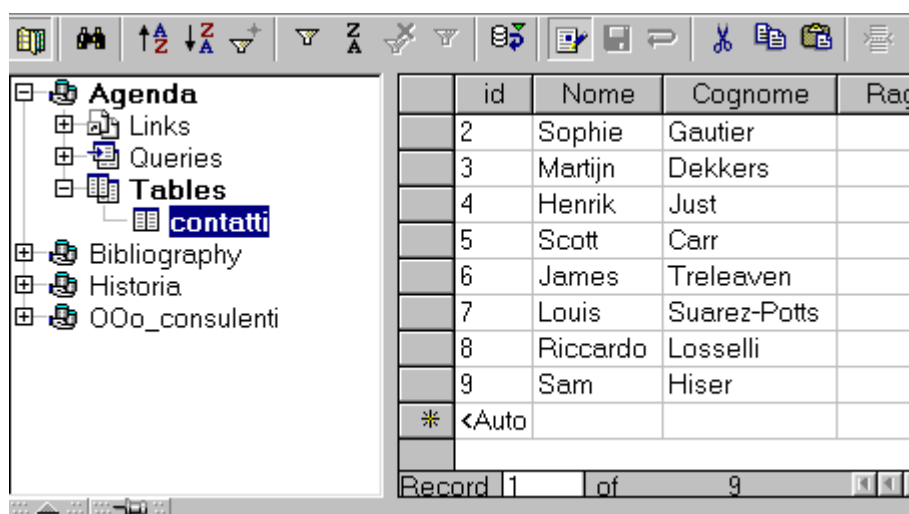 Agenda
Links
Queries
Tables
contatti
Bibliography
Historia
OOo_consulenti
id Nome Cognome Rag
2 Sophie Gautier
3 Martijn Dekkers
4 Henrik Just
5 Scott Carr
6 James Treleaven
7 Louis Suarez-Potts
8 Riccardo Losselli
9 Sam Hiser
<Auto
Record 1 of 9